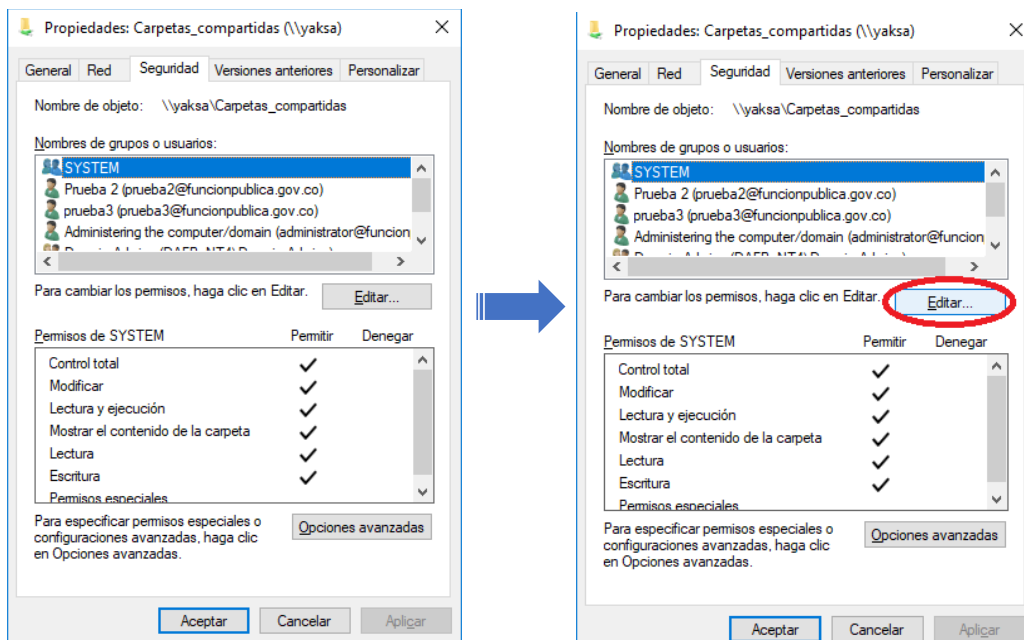 Propiedades: Carpetas_compartidas (\\yaksa)
General Red Seguridad Versiones anteriores Personalizar
Nombre de objeto: \\yaksa\Carpetas_compartidas
Nombres de grupos o usuarios:
SYSTEM
Prueba 2 (prueba2@funcionpublica.gov.co)
prueba3 (prueba3@funcionpublica.gov.co)
Administering the computer/domain (administrator@funcion
Para cambiar los permisos, haga clic en Editar.
Editar...
Permisos de SYSTEM Permitir Denegar
Control total
Modificar
Lectura y ejecución
Mostrar el contenido de la carpeta
Lectura
Escritura
Permisos especiales
Para especificar permisos especiales o
configuraciones avanzadas, haga clic
en Opciones avanzadas.
Opciones avanzadas
Aceptar Cancelar Aplicar
Propiedades: Carpetas_compartidas (\\yaksa)
General Red Seguridad Versiones anteriores Personalizar
Nombre de objeto: \\yaksa\Carpetas_compartidas
Nombres de grupos o usuarios:
SYSTEM
Prueba 2 (prueba2@funcionpublica.gov.co)
prueba3 (prueba3@funcionpublica.gov.co)
Administering the computer/domain (administrator@funcion
Para cambiar los permisos, haga clic en Editar.
Editar...
Permisos de SYSTEM Permitir Denegar
Control total
Modificar
Lectura y ejecución
Mostrar el contenido de la carpeta
Lectura
Escritura
Permisos especiales
Para especificar permisos especiales o
configuraciones avanzadas, haga clic
en Opciones avanzadas.
Opciones avanzadas
Aceptar Cancelar Aplicar